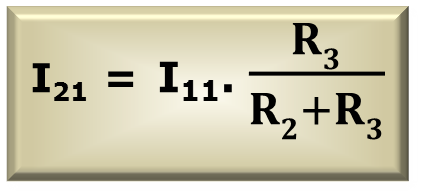 I₂₁ = I₁₁. R₃/(R₂+R₃)